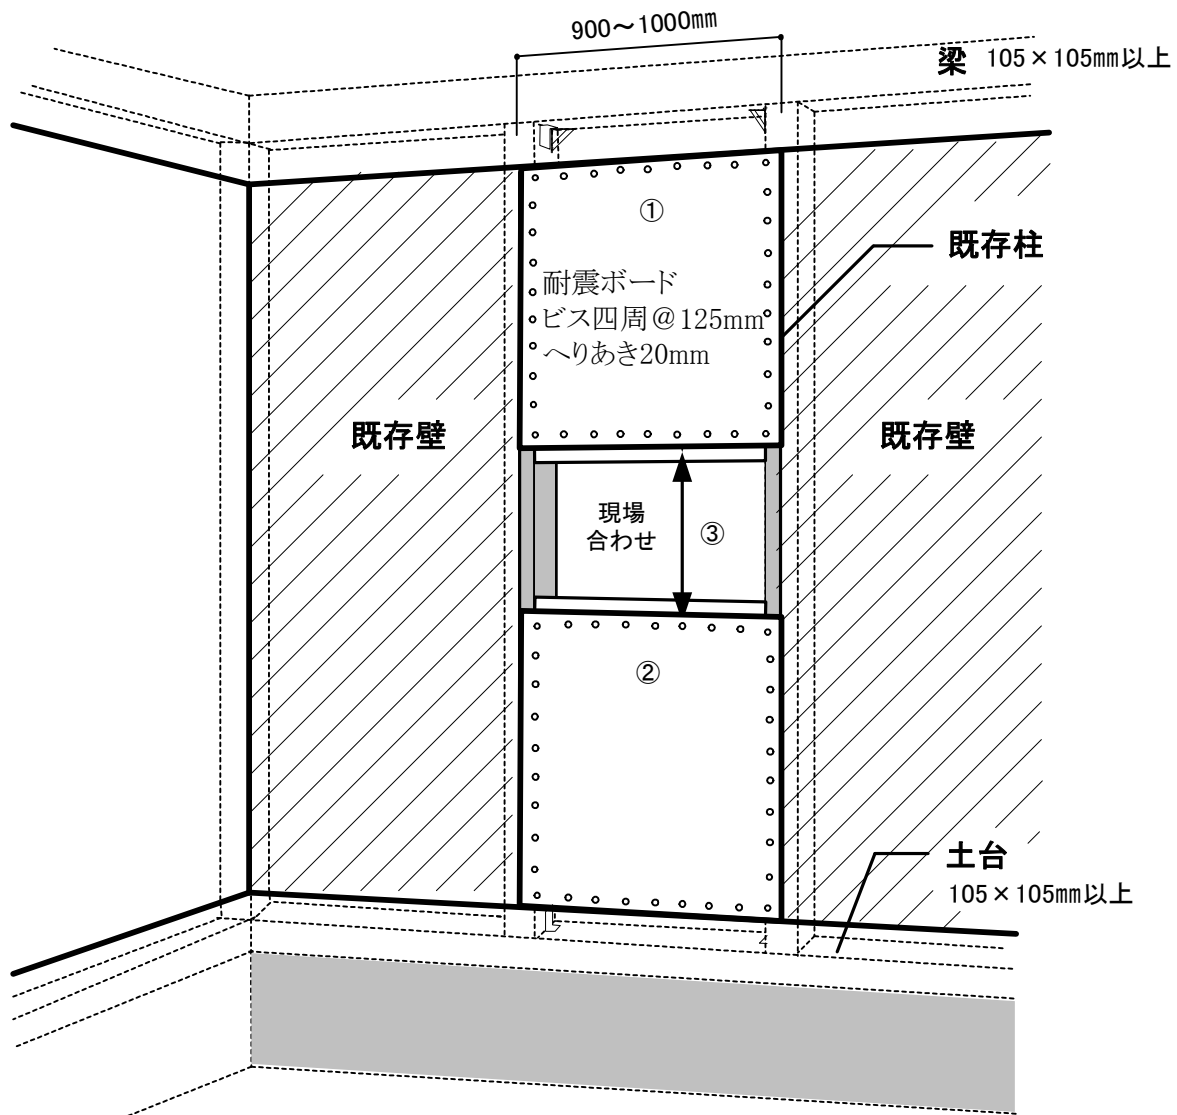 900～1000㎜
梁 105×105㎜以上
①
既存柱
耐震ボード
ビス四周＠125mm
へりあき20mm
既存壁
既存壁
現場
合わせ
③
②
土台
105×105㎜以上